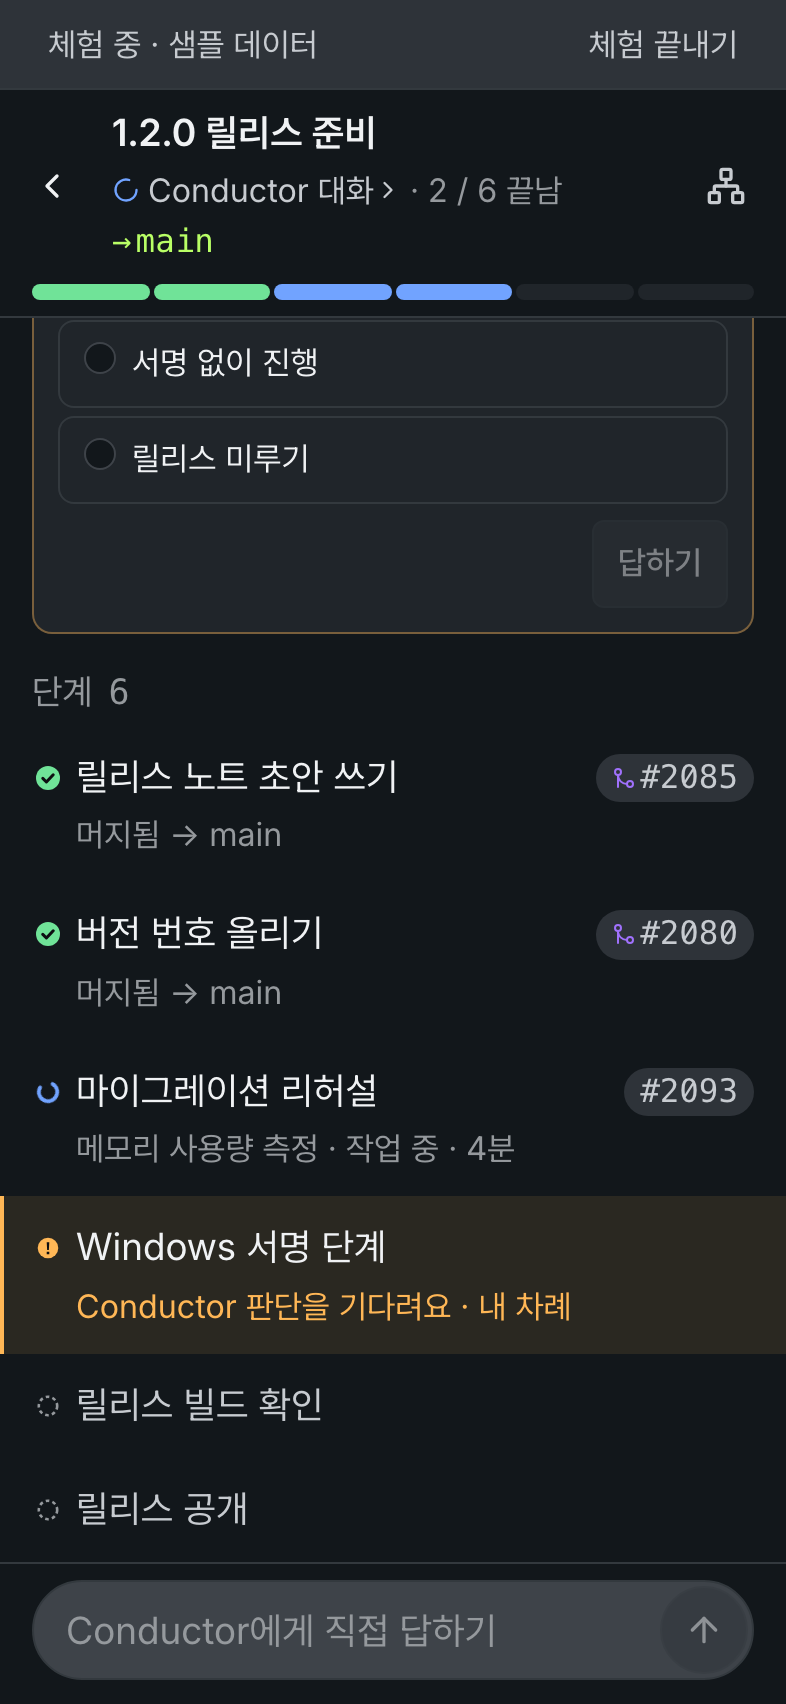 체험 중 · 샘플 데이터
체험 끝내기
1.2.0 릴리스 준비
Conductor 대화 › · 2 / 6 끝남
→main
서명 없이 진행
릴리스 미루기
답하기
단계 6
릴리스 노트 초안 쓰기
#2085
머지됨 → main
버전 번호 올리기
#2080
머지됨 → main
마이그레이션 리허설
#2093
메모리 사용량 측정 · 작업 중 · 4분
Windows 서명 단계
Conductor 판단을 기다려요 · 내 차례
릴리스 빌드 확인
릴리스 공개
Conductor에게 직접 답하기